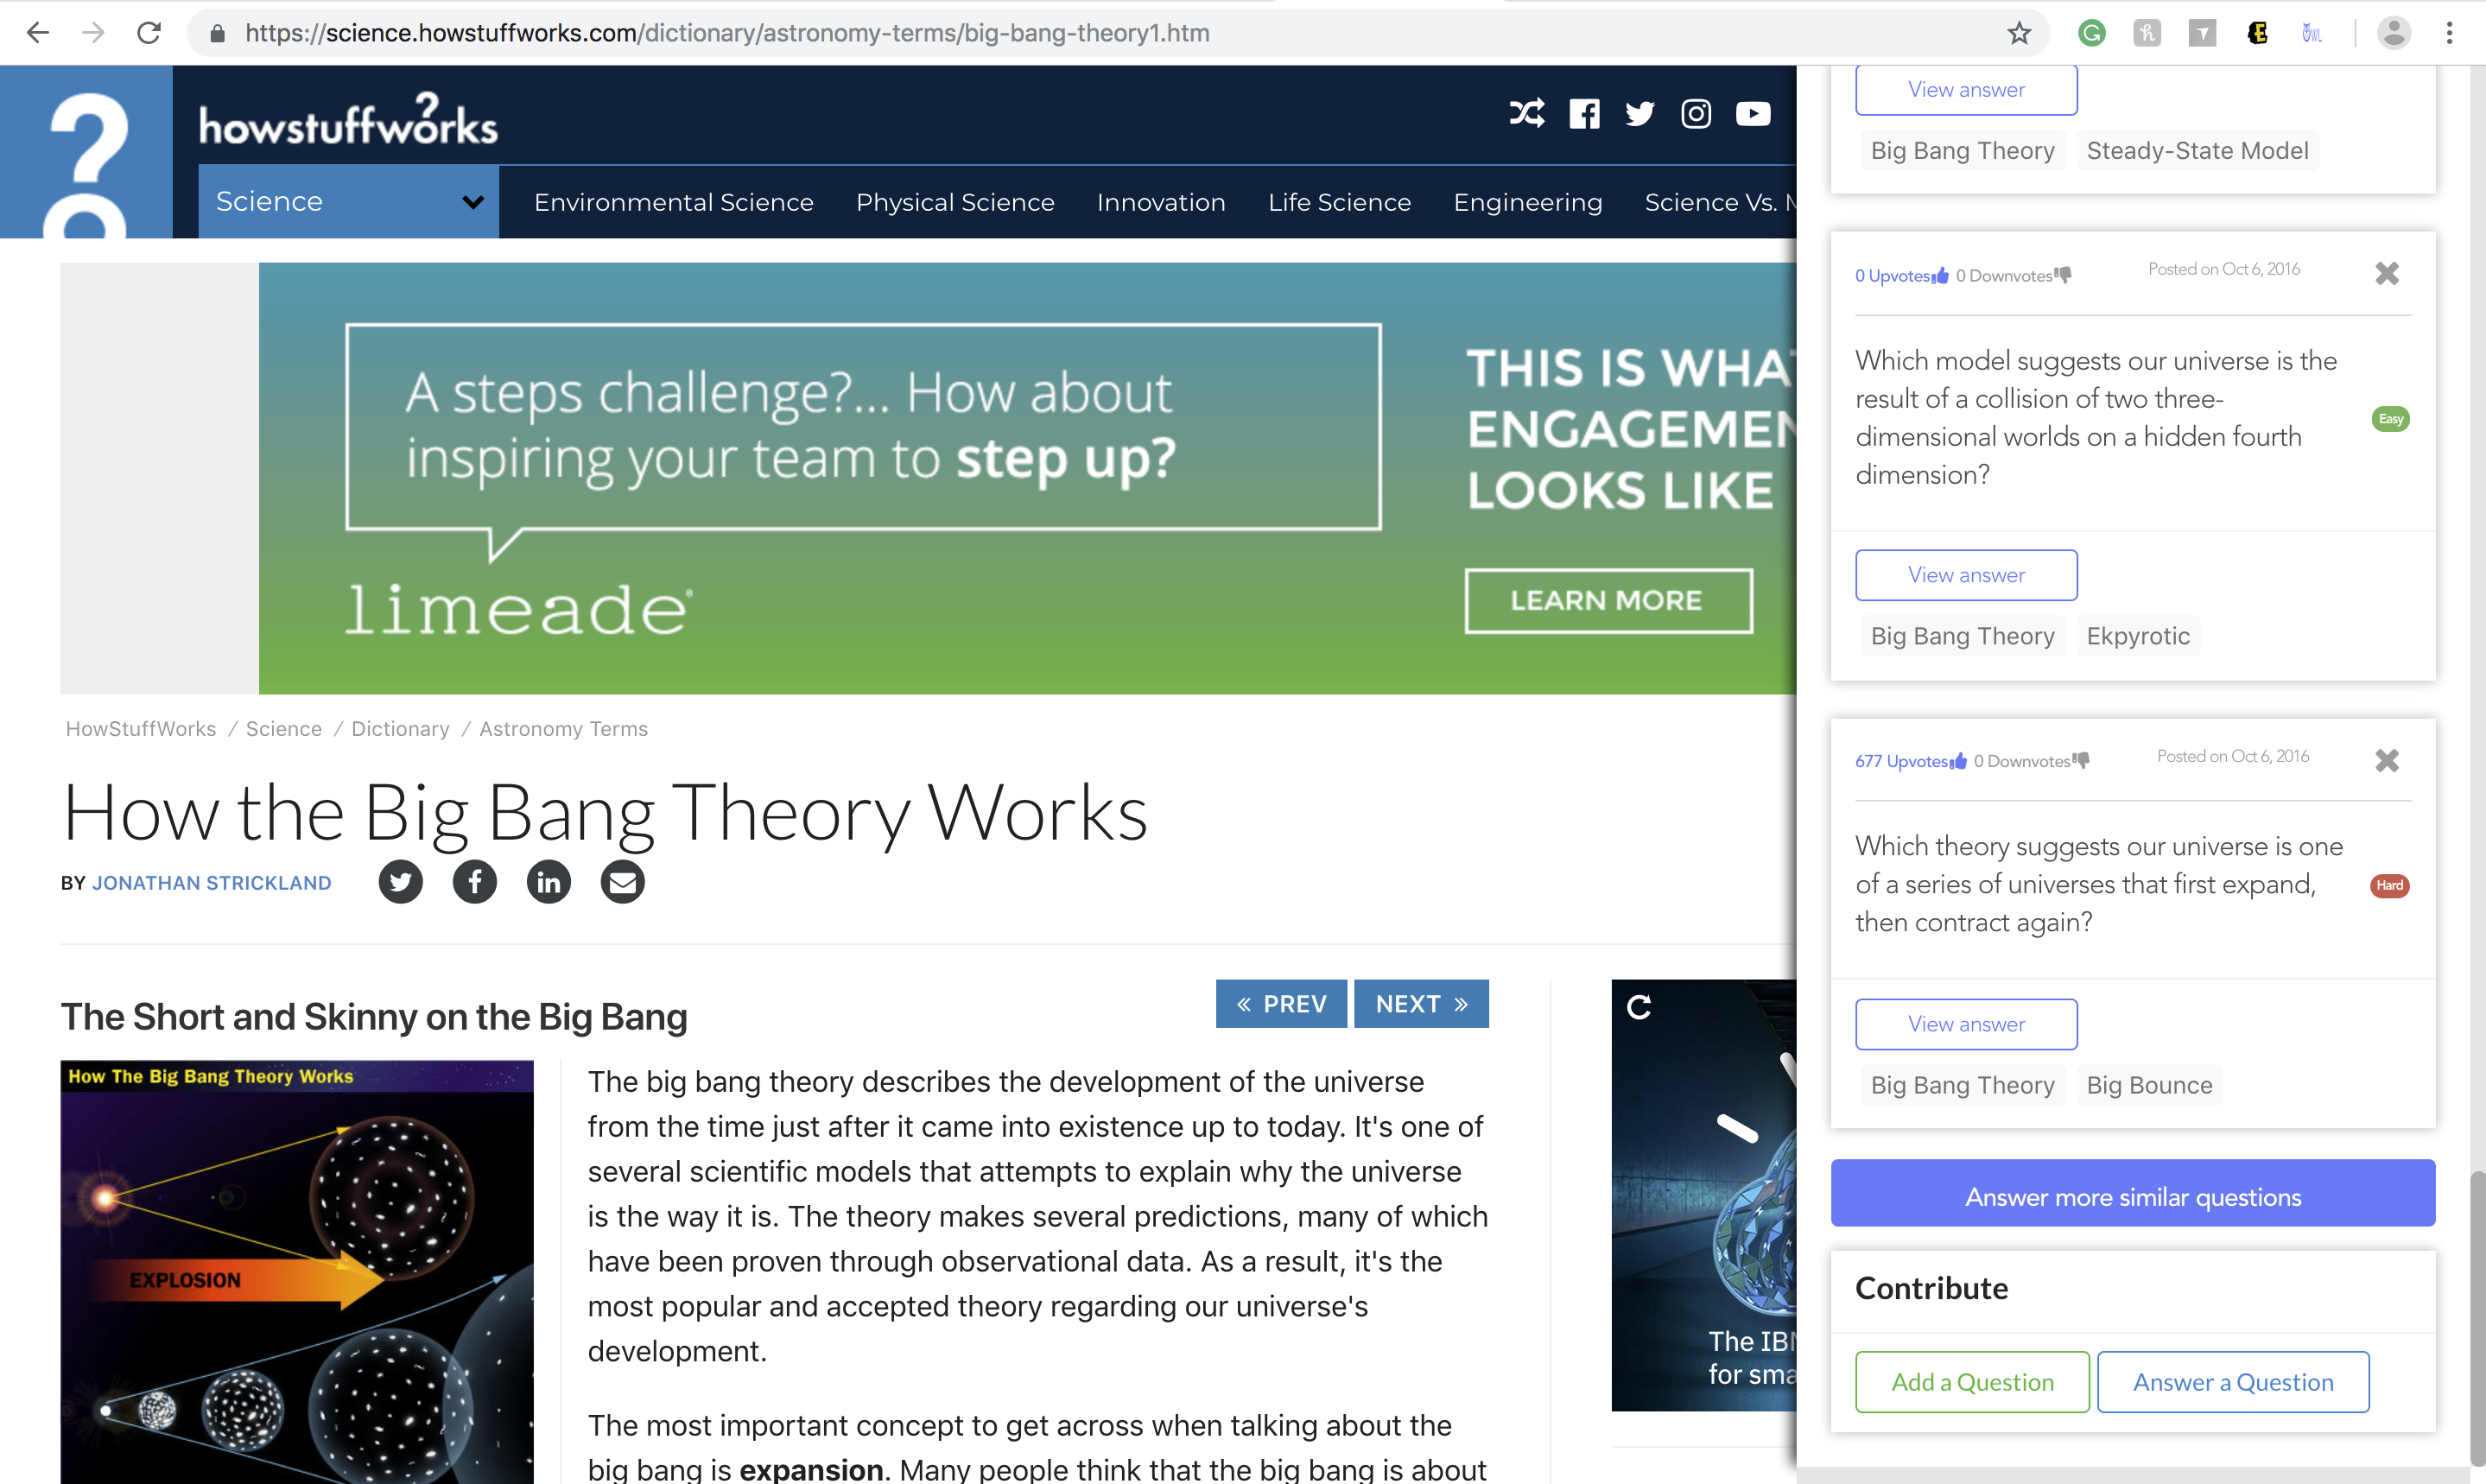 https://science.howstuffworks.com/dictionary/astronomy-terms/big-bang-theory1.htm
howstuffworks
Science
Environmental Science
Physical Science
Innovation
Life Science
Engineering
Science Vs.
A steps challenge?... How about
inspiring your team to step up?
limeade
THIS IS WHA
ENGAGEMEN
LOOKS LIKE
LEARN MORE
HowStuffWorks / Science / Dictionary / Astronomy Terms
How the Big Bang Theory Works
BY JONATHAN STRICKLAND
The Short and Skinny on the Big Bang
« PREV
NEXT »
How The Big Bang Theory Works
EXPLOSION
The big bang theory describes the development of the universe
from the time just after it came into existence up to today. It's one of
several scientific models that attempts to explain why the universe
is the way it is. The theory makes several predictions, many of which
have been proven through observational data. As a result, it's the
most popular and accepted theory regarding our universe's
development.
The most important concept to get across when talking about the
big bang is expansion. Many people think that the big bang is about
The IBM
for sma
View answer
Big Bang Theory
Steady-State Model
0 Upvotes 0 Downvotes
Posted on Oct 6, 2016
Which model suggests our universe is the
result of a collision of two three-
dimensional worlds on a hidden fourth
dimension?
Easy
View answer
Big Bang Theory
Ekpyrotic
677 Upvotes 0 Downvotes
Posted on Oct 6, 2016
Which theory suggests our universe is one
of a series of universes that first expand,
then contract again?
Hard
View answer
Big Bang Theory
Big Bounce
Answer more similar questions
Contribute
Add a Question
Answer a Question